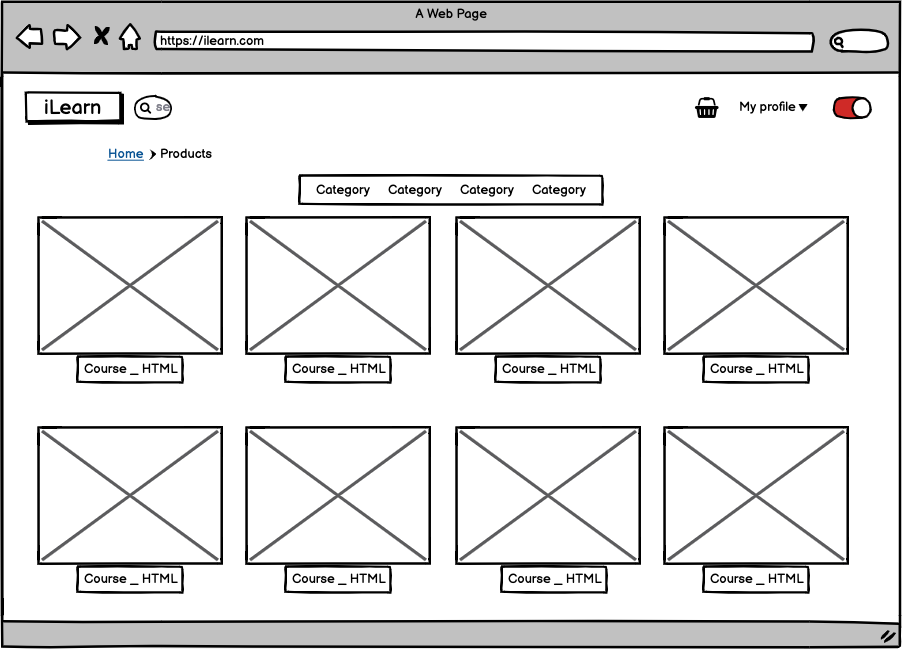 A Web Page
https://ilearn.com
iLearn
se
My profile
Home
Products
Category Category Category Category
Course _ HTML Course _ HTML Course _ HTML Course _ HTML
Course _ HTML Course _ HTML Course _ HTML Course _ HTML